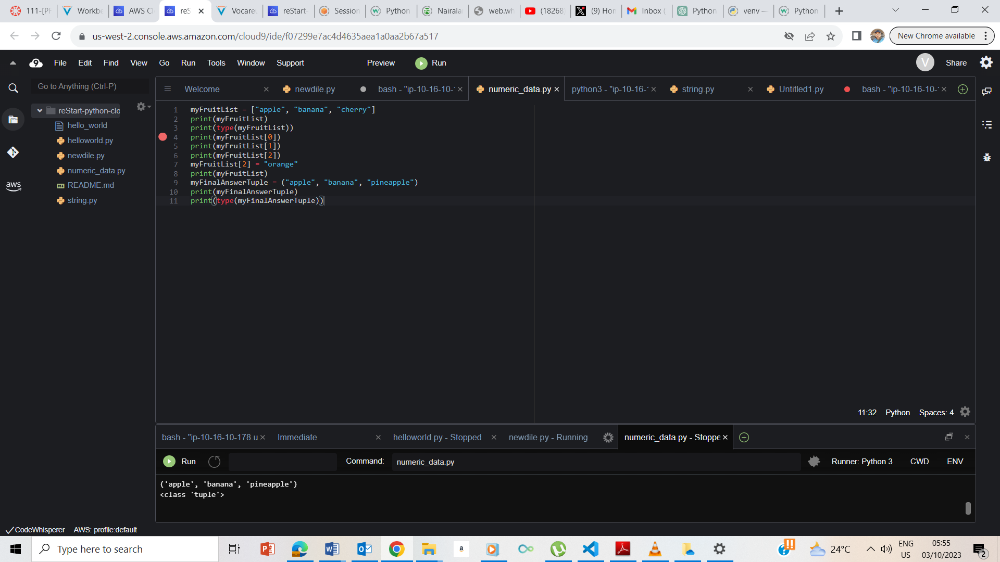 111-[PF
Workbe
AWS Cl
reS
Vocareu
reStart-
Session
Python
Nairalan
web.wh
(18268)
(9) Hom
Inbox (
Python
venv —
Python
us-west-2.console.aws.amazon.com/cloud9/ide/f07299e7ac4d4635aea1a0aa2b67a517
New Chrome available
File Edit Find View Go Run Tools Window Support Preview Run V Share
Go to Anything (Ctrl-P)
Welcome newdile.py bash - "ip-10-16-10- numeric_data.py python3 - "ip-10-16- string.py Untitled1.py bash - "ip-10-16-10-
reStart-python-clo
hello_world
helloworld.py
newdile.py
numeric_data.py
README.md
string.py
aws
1 myFruitList = ["apple", "banana", "cherry"]
2 print(myFruitList)
3 print(type(myFruitList))
4 print(myFruitList[0])
5 print(myFruitList[1])
6 print(myFruitList[2])
7 myFruitList[2] = "orange"
8 print(myFruitList)
9 myFinalAnswerTuple = ("apple", "banana", "pineapple")
10 print(myFinalAnswerTuple)
11 print(type(myFinalAnswerTuple))
11:32 Python Spaces: 4
bash - "ip-10-16-10-178.u Immediate helloworld.py - Stopped newdile.py - Running numeric_data.py - Stoppe
Run Command: numeric_data.py Runner: Python 3 CWD ENV
('apple', 'banana', 'pineapple')
<class 'tuple'>
CodeWhisperer AWS: profile:default
Type here to search
24°C
ENG
US
05:55
03/10/2023
2